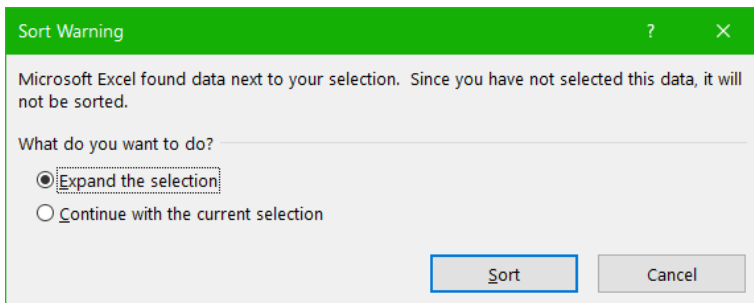 Sort Warning
?
Microsoft Excel found data next to your selection.  Since you have not selected this data, it will
not be sorted.
What do you want to do?
Expand the selection
Continue with the current selection
Sort
Cancel